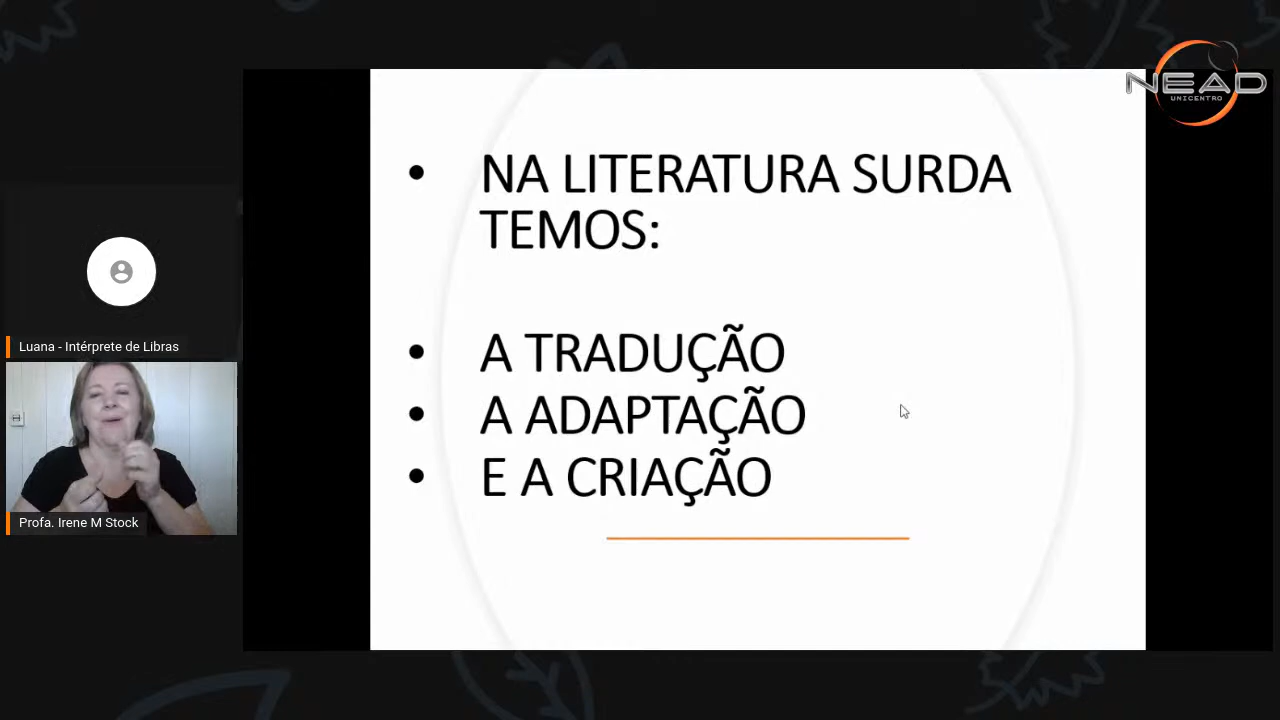 NEAD
UNICENTRO
• NA LITERATURA SURDA
TEMOS:
• A TRADUÇÃO
• A ADAPTAÇÃO
• E A CRIAÇÃO
Luana - Intérprete de Libras
Profa. Irene M Stock